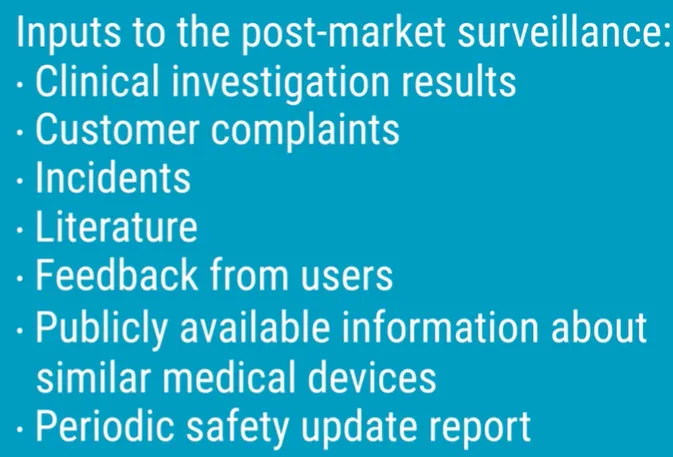 Inputs to the post-market surveillance:
· Clinical investigation results
· Customer complaints
· Incidents
· Literature
· Feedback from users
· Publicly available information about
similar medical devices
· Periodic safety update report